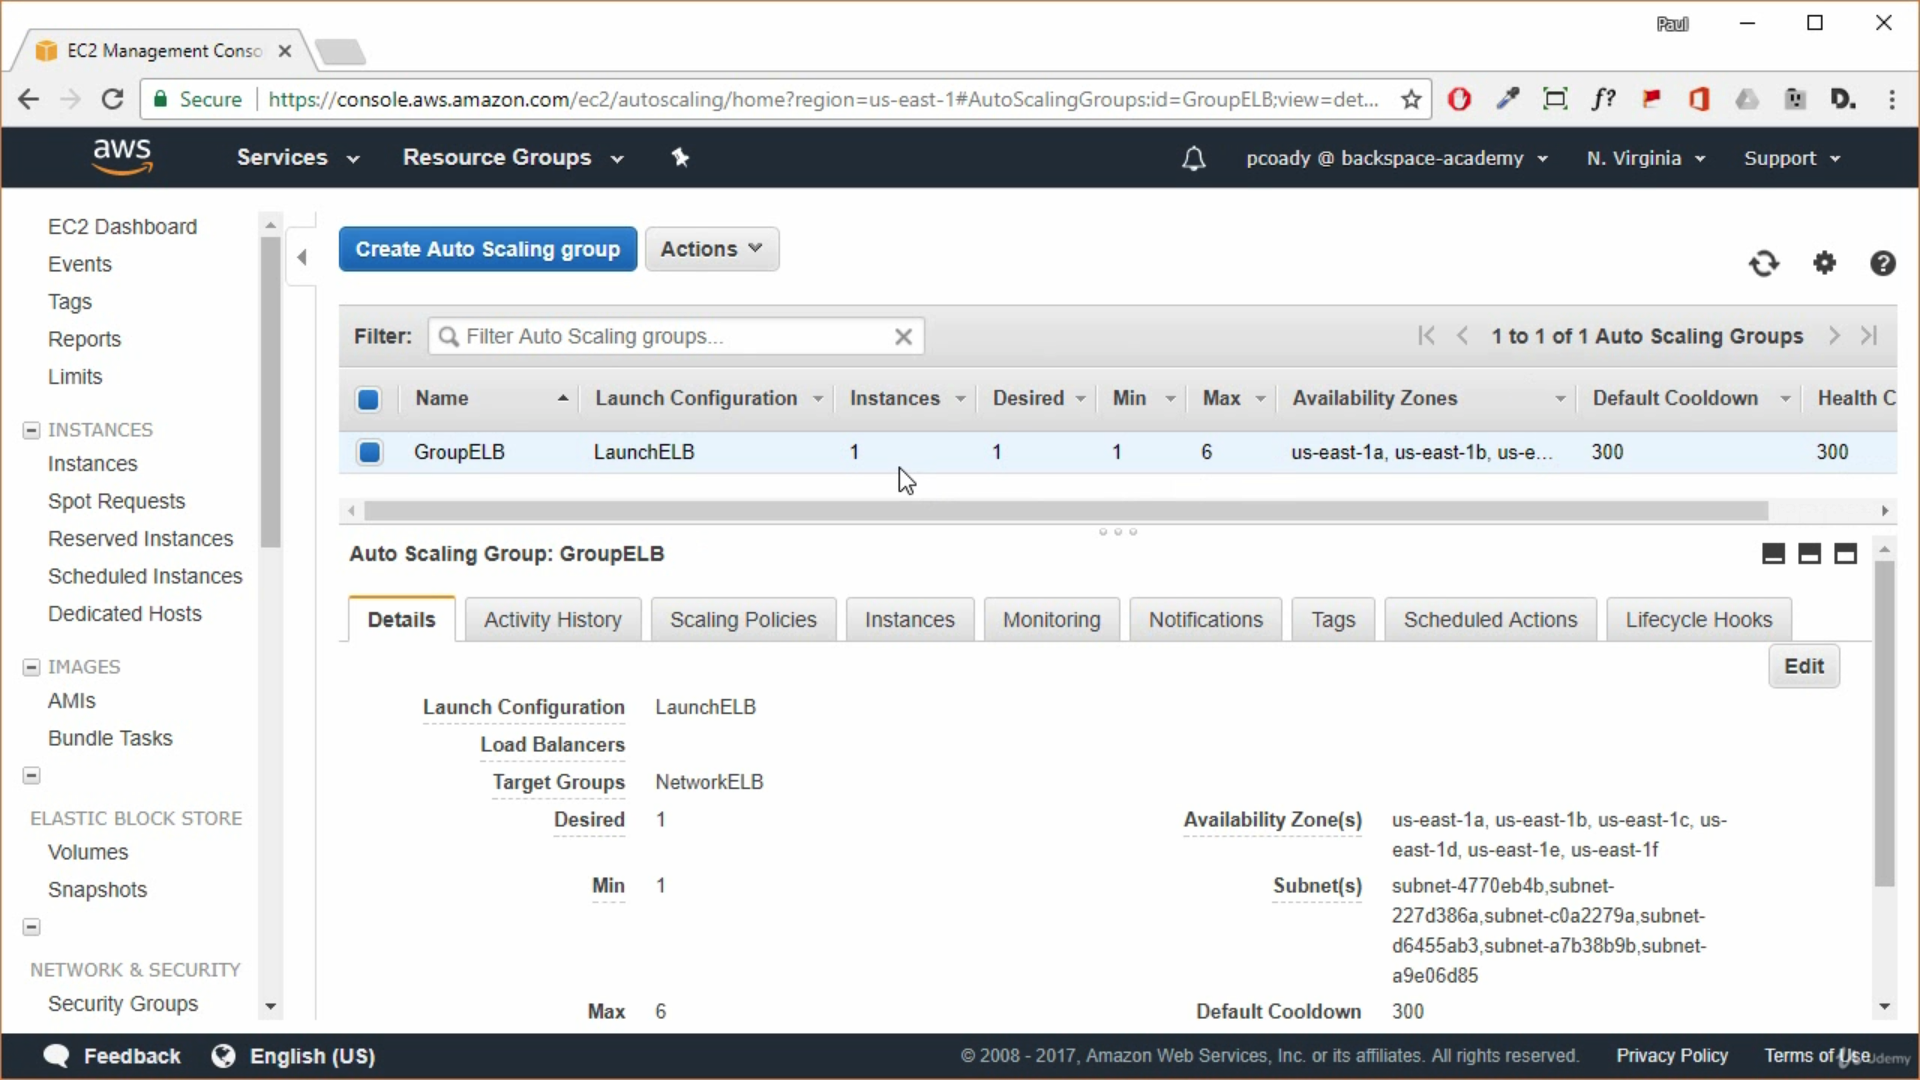 Paul
EC2 Management Conso
Secure
https://console.aws.amazon.com/ec2/autoscaling/home?region=us-east-1#AutoScalingGroups:id=GroupELB;view=det...
f?
D.
aws
Services
Resource Groups
pcoady @ backspace-academy
N. Virginia
Support
EC2 Dashboard
Events
Tags
Reports
Limits
INSTANCES
Instances
Spot Requests
Reserved Instances
Scheduled Instances
Dedicated Hosts
IMAGES
AMIs
Bundle Tasks
ELASTIC BLOCK STORE
Volumes
Snapshots
NETWORK & SECURITY
Security Groups
Create Auto Scaling group
Actions
Filter:
Filter Auto Scaling groups...
1 to 1 of 1 Auto Scaling Groups
Name Launch Configuration Instances Desired Min Max Availability Zones Default Cooldown Health C
GroupELB LaunchELB 1 1 1 6 us-east-1a, us-east-1b, us-e... 300 300
Auto Scaling Group: GroupELB
Details Activity History Scaling Policies Instances Monitoring Notifications Tags Scheduled Actions Lifecycle Hooks
Edit
Launch Configuration LaunchELB
Load Balancers
Target Groups NetworkELB
Desired 1
Availability Zone(s) us-east-1a, us-east-1b, us-east-1c, us-
east-1d, us-east-1e, us-east-1f
Min 1
Subnet(s) subnet-4770eb4b,subnet-
227d386a,subnet-c0a2279a,subnet-
d6455ab3,subnet-a7b38b9b,subnet-
a9e06d85
Max 6
Default Cooldown 300
Feedback
English (US)
© 2008 - 2017, Amazon Web Services, Inc. or its affiliates. All rights reserved.
Privacy Policy
Terms of Use
Udemy